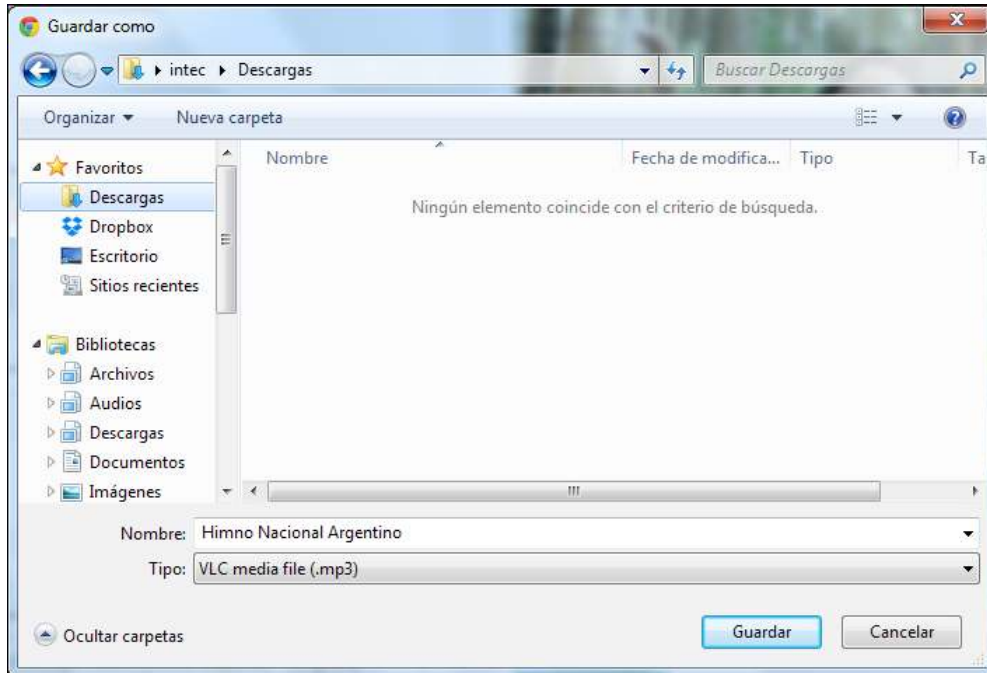 Guardar como
intec Descargas
Buscar Descargas
Organizar Nueva carpeta
Favoritos
Descargas
Dropbox
Escritorio
Sitios recientes
Bibliotecas
Archivos
Audios
Descargas
Documentos
Imágenes
Nombre Fecha de modifica... Tipo Ta
Ningún elemento coincide con el criterio de búsqueda.
Nombre: Himno Nacional Argentino
Tipo: VLC media file (.mp3)
Ocultar carpetas Guardar Cancelar